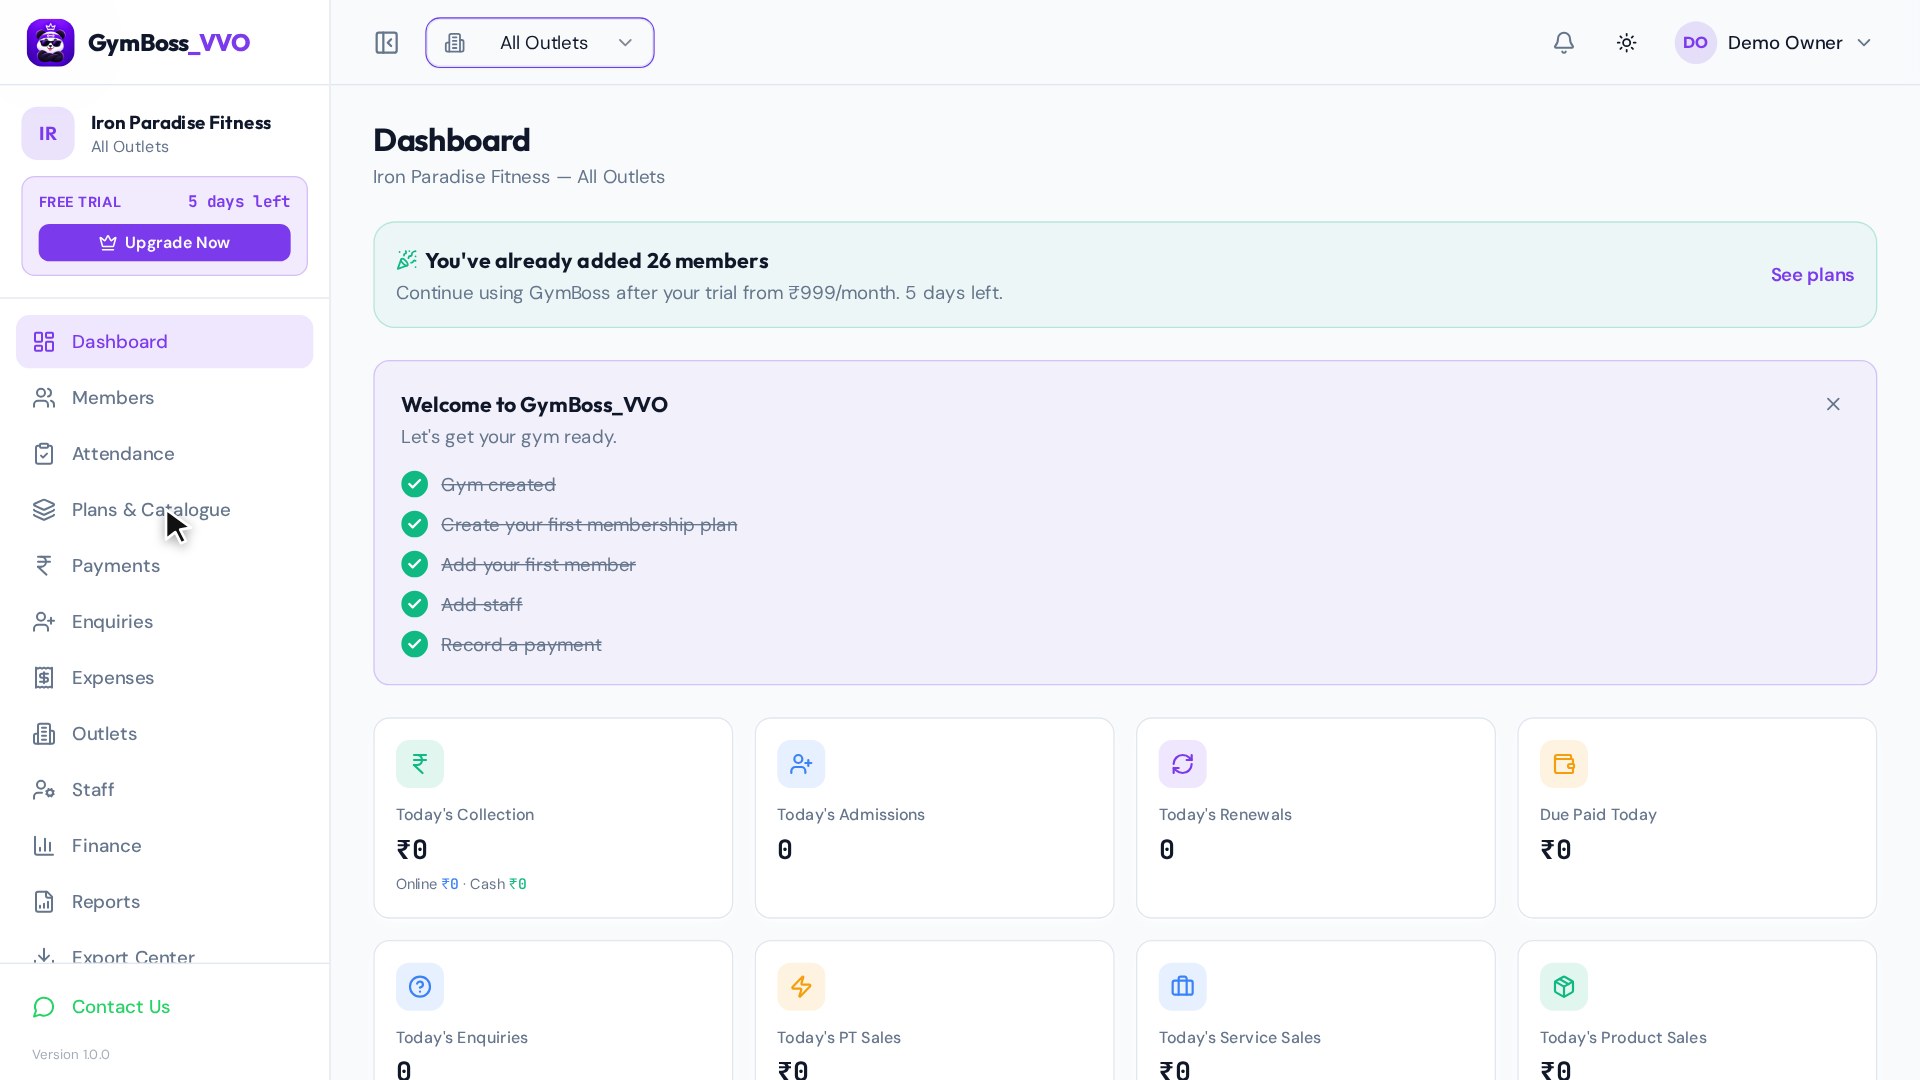 GymBoss_VVO
All Outlets
DO
Demo Owner
IR
Iron Paradise Fitness
All Outlets
FREE TRIAL
5 days left
Upgrade Now
Dashboard
Members
Attendance
Plans & Catalogue
Payments
Enquiries
Expenses
Outlets
Staff
Finance
Reports
Export Center
Contact Us
Version 1.0.0
Dashboard
Iron Paradise Fitness — All Outlets
You've already added 26 members
Continue using GymBoss after your trial from ₹999/month. 5 days left.
See plans
Welcome to GymBoss_VVO
Let's get your gym ready.
Gym created
Create your first membership plan
Add your first member
Add staff
Record a payment
Today's Collection
₹0
Online ₹0 · Cash ₹0
Today's Admissions
0
Today's Renewals
0
Due Paid Today
₹0
Today's Enquiries
0
Today's PT Sales
₹0
Today's Service Sales
₹0
Today's Product Sales
₹0